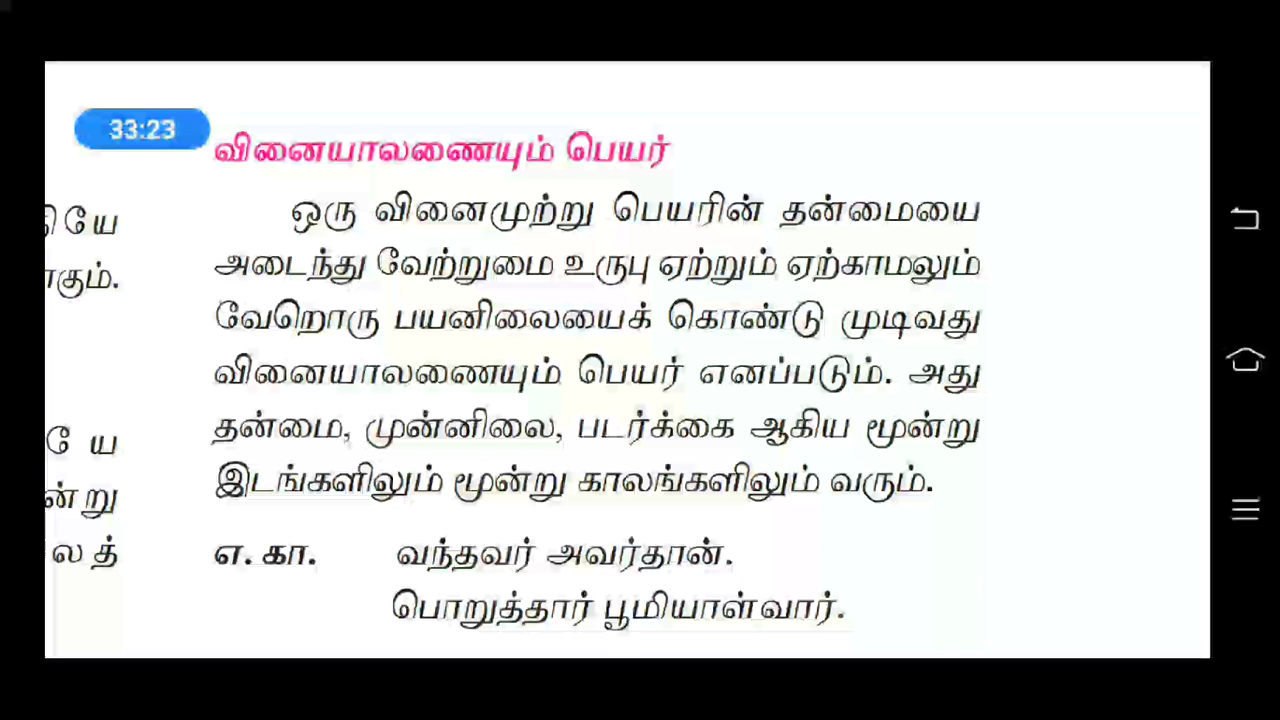 33:23
வினையாலணையும் பெயர்
ஒரு வினைமுற்று பெயரின் தன்மையை
அடைந்து வேற்றுமை உருபு ஏற்றும் ஏற்காமலும்
வேறொரு பயனிலையைக் கொண்டு முடிவது
வினையாலணையும் பெயர் எனப்படும். அது
தன்மை, முன்னிலை, படர்க்கை ஆகிய மூன்று
இடங்களிலும் மூன்று காலங்களிலும் வரும்.
எ. கா. வந்தவர் அவர்தான்.
பொறுத்தார் பூமியாள்வார்.
யே
ாகும்.
யே
ன்று
லத்